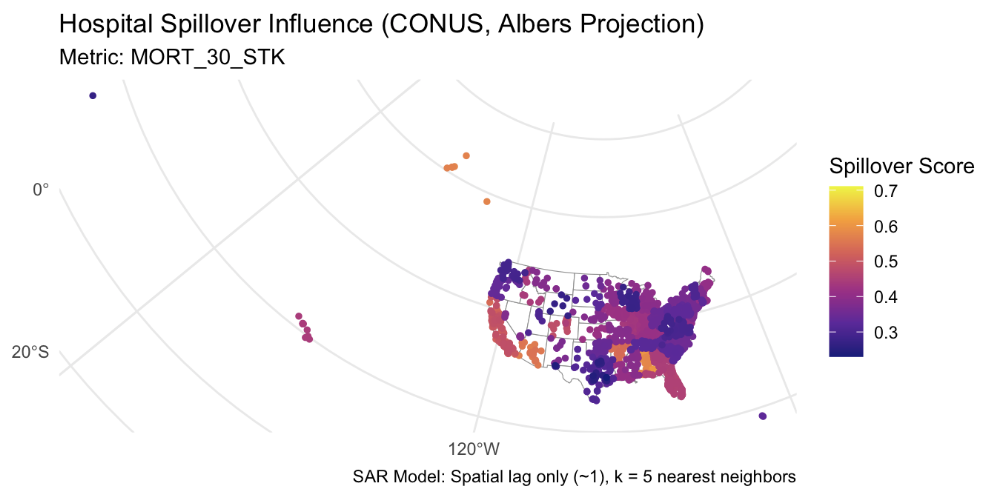 Hospital Spillover Influence (CONUS, Albers Projection)
Metric: MORT_30_STK
0°
20°S
120°W
Spillover Score
0.7
0.6
0.5
0.4
0.3
SAR Model: Spatial lag only (~1), k = 5 nearest neighbors